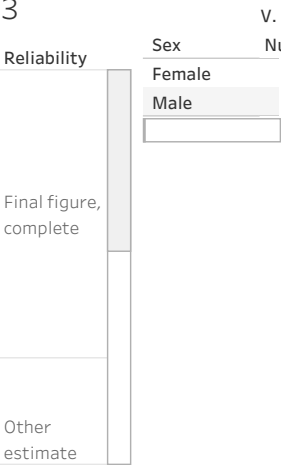 3
Reliability
Final figure,
complete
Other
estimate
V.
Sex
Female
Male